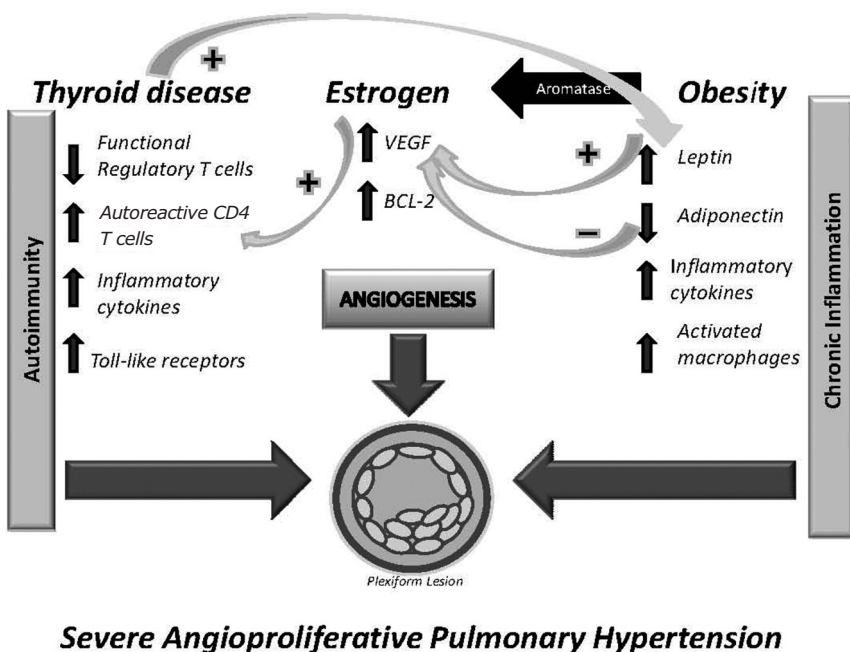 Thyroid disease
Estrogen
Aromatase
Obesity
+
Autoimmunity
Functional
Regulatory T cells
Autoreactive CD4
T cells
Inflammatory
cytokines
Toll-like receptors
+
VEGF
BCL-2
+
−
Leptin
Adiponectin
Inflammatory
cytokines
Activated
macrophages
Chronic Inflammation
ANGIOGENESIS
Plexiform Lesion
Severe Angioproliferative Pulmonary Hypertension